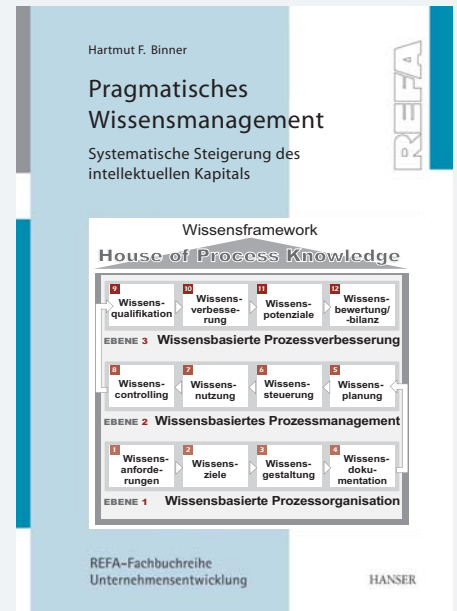 Hartmut F. Binner
REFA
Pragmatisches
Wissensmanagement
Systematische Steigerung des
intellektuellen Kapitals
Wissensframework
House of Process Knowledge
9 10 11 12
Wissens-
qualifikation
Wissens-
verbesse-
rung
Wissens-
potenziale
Wissens-
bewertung/
-bilanz
EBENE 3 Wissensbasierte Prozessverbesserung
8 7 6 5
Wissens-
controlling
Wissens-
nutzung
Wissens-
steuerung
Wissens-
planung
EBENE 2 Wissensbasiertes Prozessmanagement
1 2 3 4
Wissens-
anforde-
rungen
Wissens-
ziele
Wissens-
gestaltung
Wissens-
doku-
mentation
EBENE 1 Wissensbasierte Prozessorganisation
REFA-Fachbuchreihe
Unternehmensentwicklung
HANSER